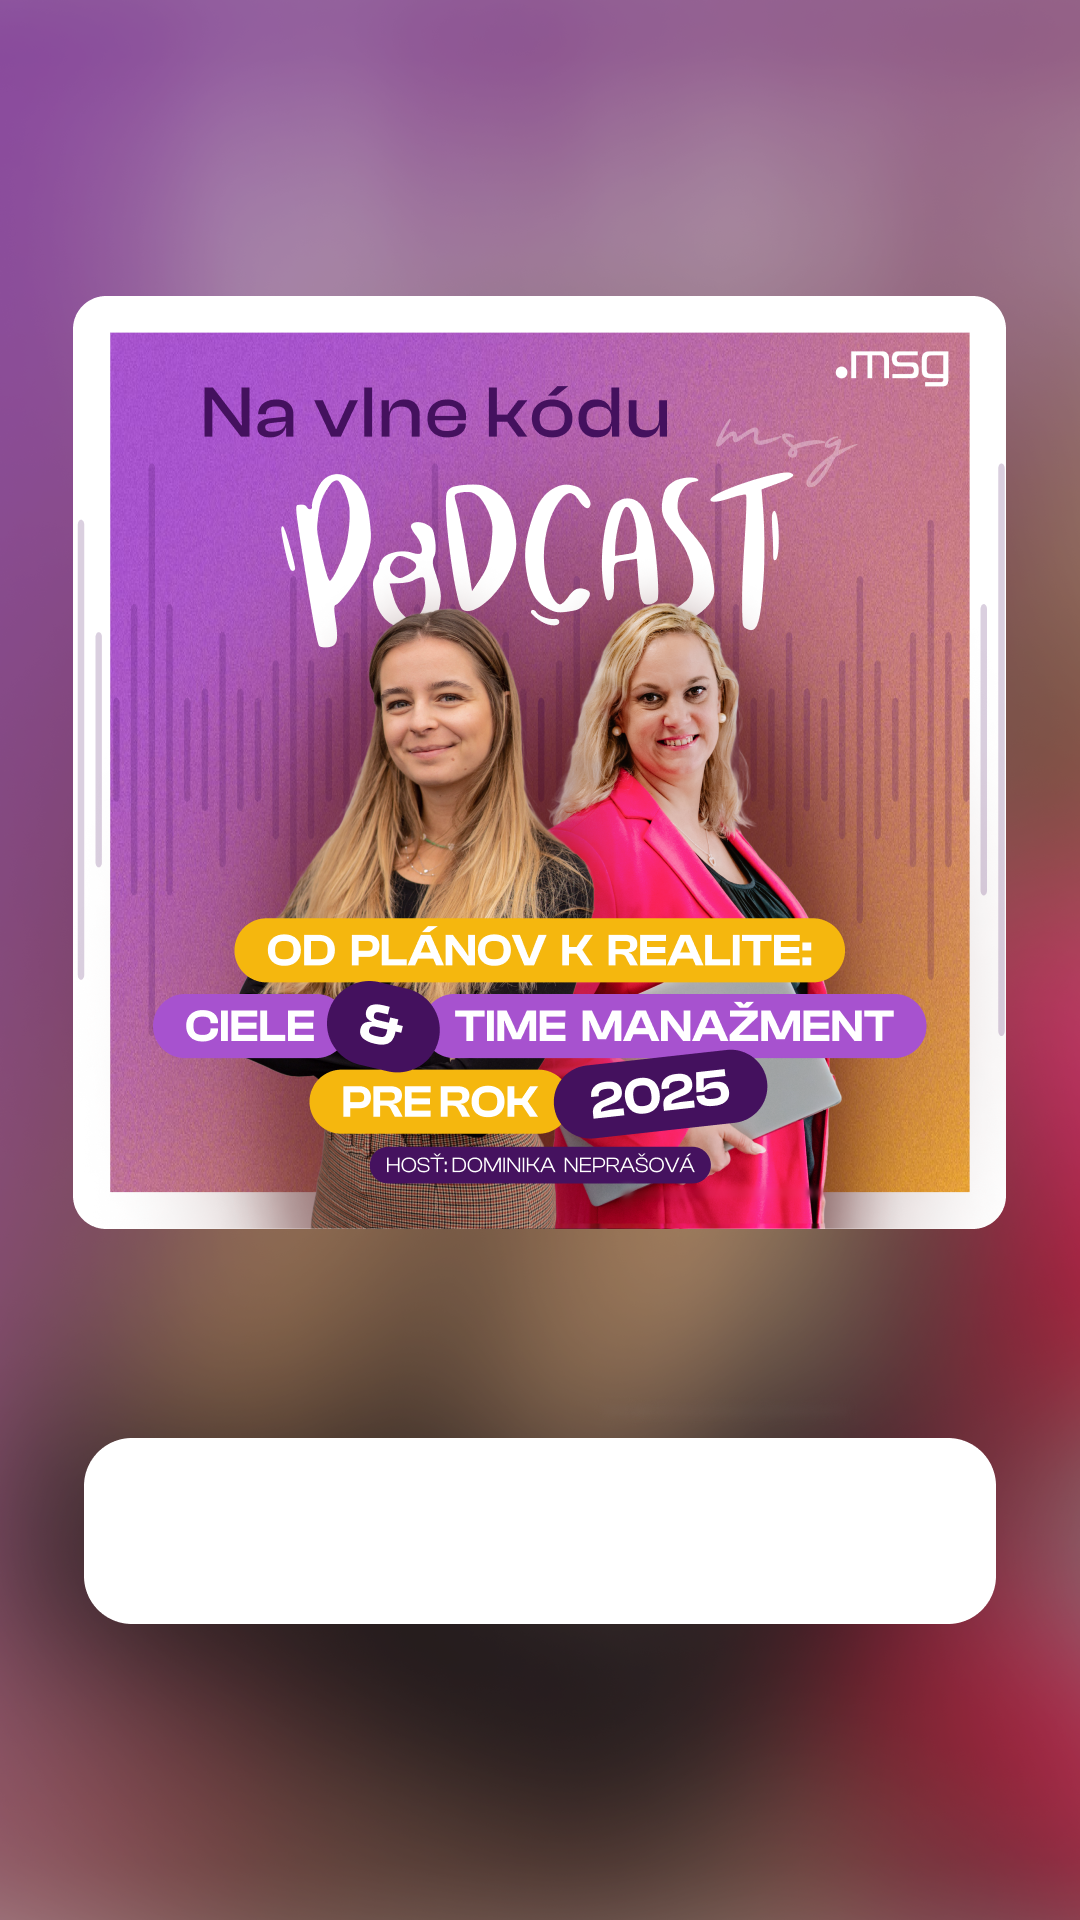 .msg
Na vlne kódu
msg
PODCAST
OD PLÁNOV K REALITE:
CIELE & TIME MANAŽMENT
PRE ROK 2025
HOSŤ: DOMINIKA NEPRAŠOVÁ